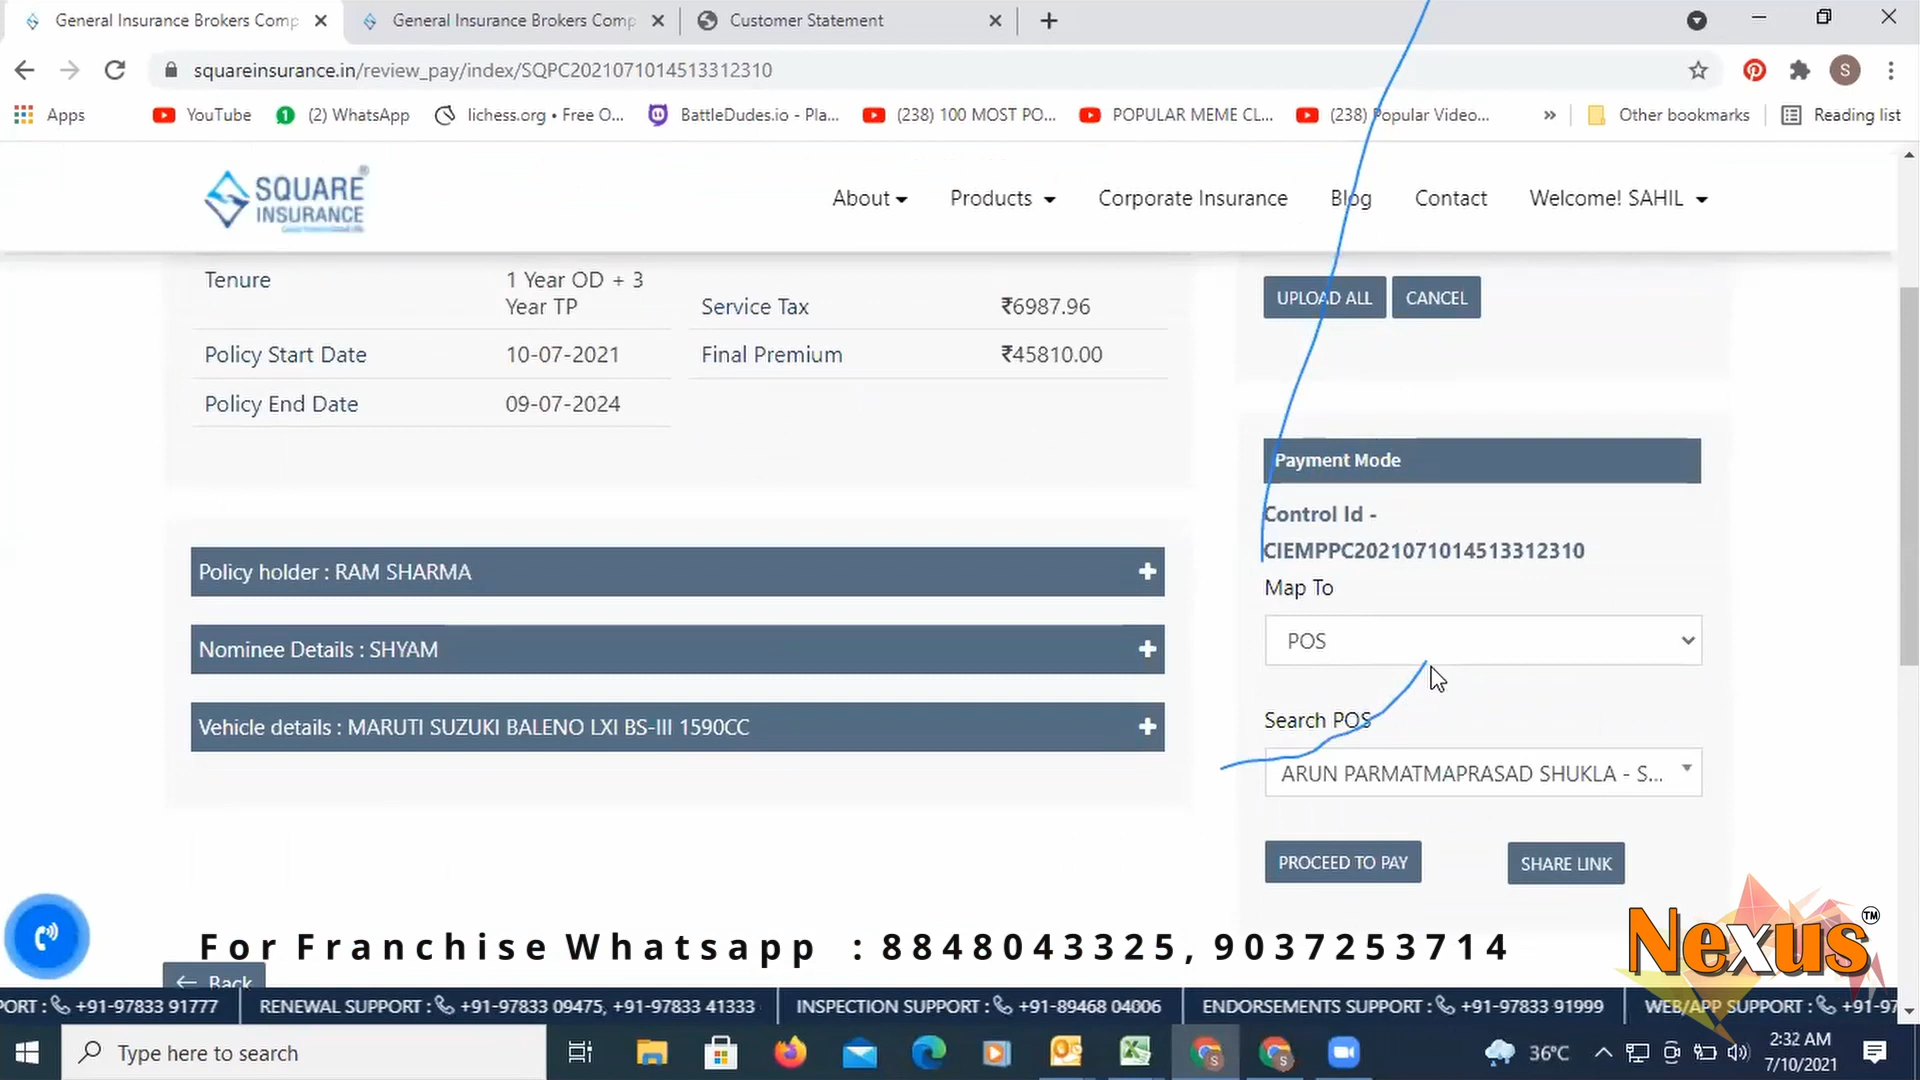 General Insurance Brokers Comp
General Insurance Brokers Comp
Customer Statement
squareinsurance.in/review_pay/index/SQPC2021071014513312310
S
Apps
YouTube
(2) WhatsApp
lichess.org • Free O...
BattleDudes.io - Pla...
(238) 100 MOST PO...
POPULAR MEME CL...
(238) Popular Video...
»
Other bookmarks
Reading list
SQUARE®
INSURANCE
About
Products
Corporate Insurance
Blog
Contact
Welcome! SAHIL
Tenure
1 Year OD + 3
Year TP
Service Tax
₹6987.96
Policy Start Date
10-07-2021
Final Premium
₹45810.00
Policy End Date
09-07-2024
UPLOAD ALL
CANCEL
Payment Mode
Control Id -
CIEMPPC2021071014513312310
Map To
POS
Search POS
ARUN PARMATMAPRASAD SHUKLA - S...
PROCEED TO PAY
SHARE LINK
Policy holder : RAM SHARMA
Nominee Details : SHYAM
Vehicle details : MARUTI SUZUKI BALENO LXI BS-III 1590CC
For Franchise Whatsapp : 8848043325, 9037253714
Nexus™
← Back
PORT : +91-97833 91777
RENEWAL SUPPORT : +91-97833 09475, +91-97833 41333
INSPECTION SUPPORT : +91-89468 04006
ENDORSEMENTS SUPPORT : +91-97833 91999
WEB/APP SUPPORT : +91-97
Type here to search
36°C
2:32 AM
7/10/2021